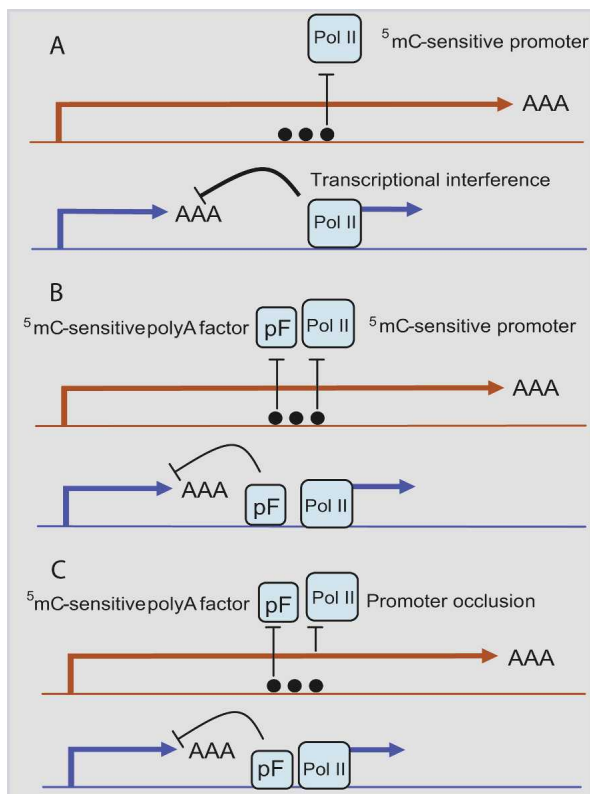 A
Pol II
⁵mC-sensitive promoter
AAA
Transcriptional interference
AAA
Pol II
B
⁵mC-sensitive polyA factor
pF
Pol II
⁵mC-sensitive promoter
AAA
AAA
pF
Pol II
C
⁵mC-sensitive polyA factor
pF
Pol II
Promoter occlusion
AAA
AAA
pF
Pol II